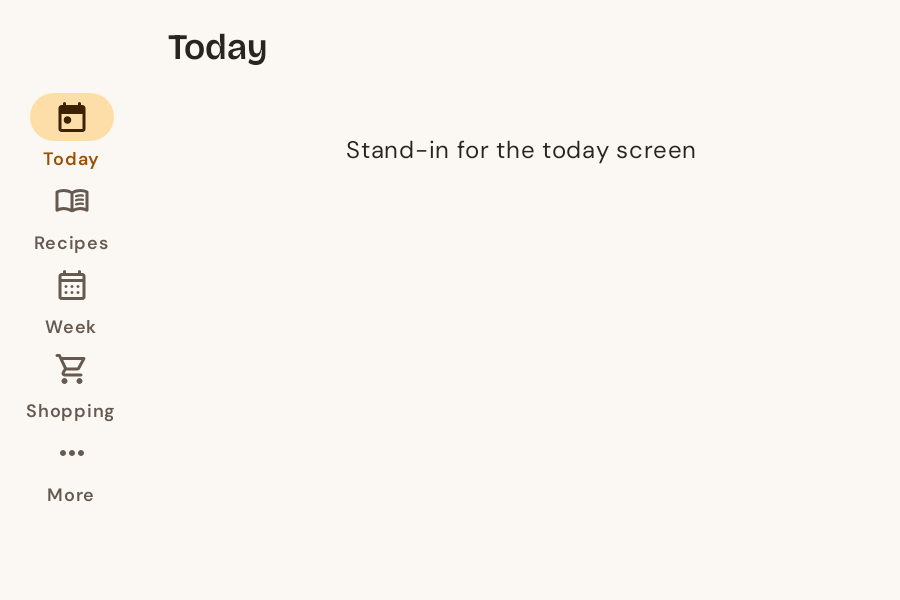 Today
Today
Stand-in for the today screen
Recipes
Week
Shopping
More